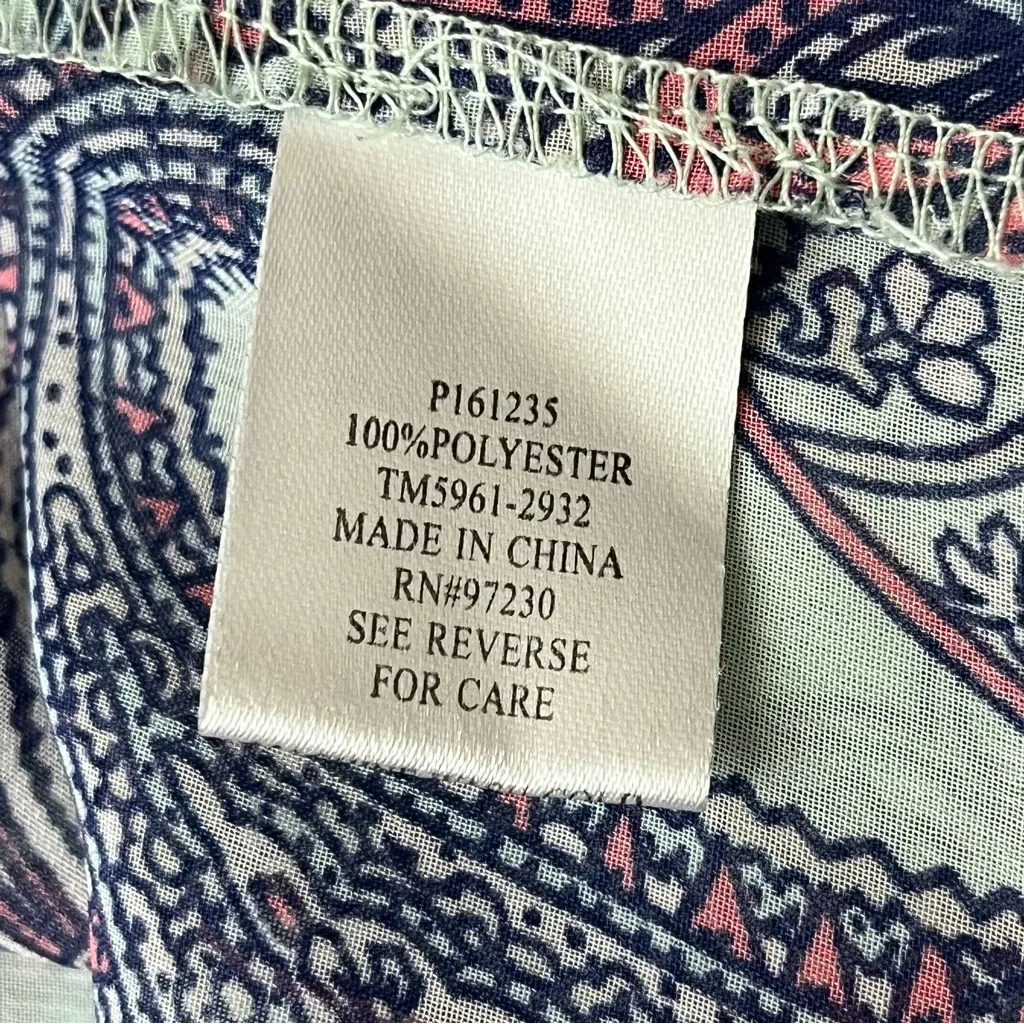 P161235
100%POLYESTER
TM5961-2932
MADE IN CHINA
RN#97230
SEE REVERSE
FOR CARE